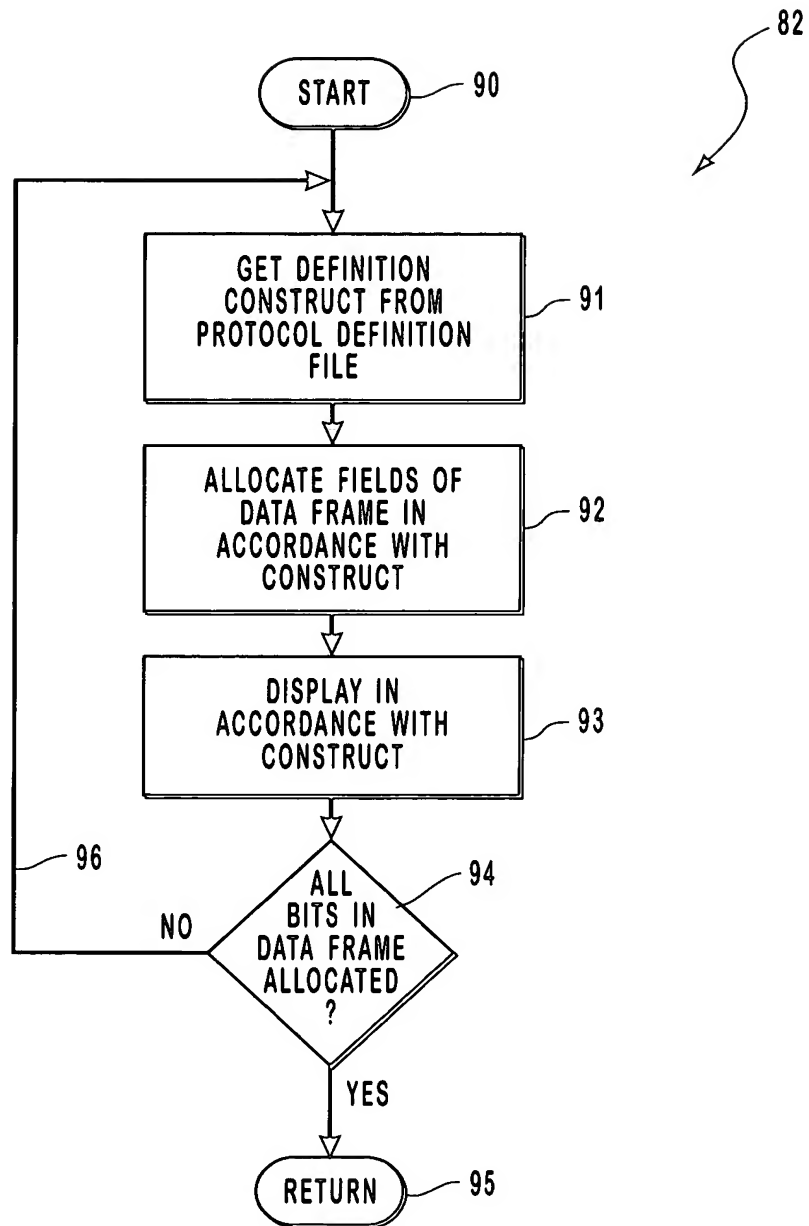 82
START
90
GET DEFINITION
CONSTRUCT FROM
PROTOCOL DEFINITION
FILE
91
ALLOCATE FIELDS OF
DATA FRAME IN
ACCORDANCE WITH
CONSTRUCT
92
DISPLAY IN
ACCORDANCE WITH
CONSTRUCT
93
96
NO
ALL
BITS IN
DATA FRAME
ALLOCATED
?
94
YES
RETURN
95